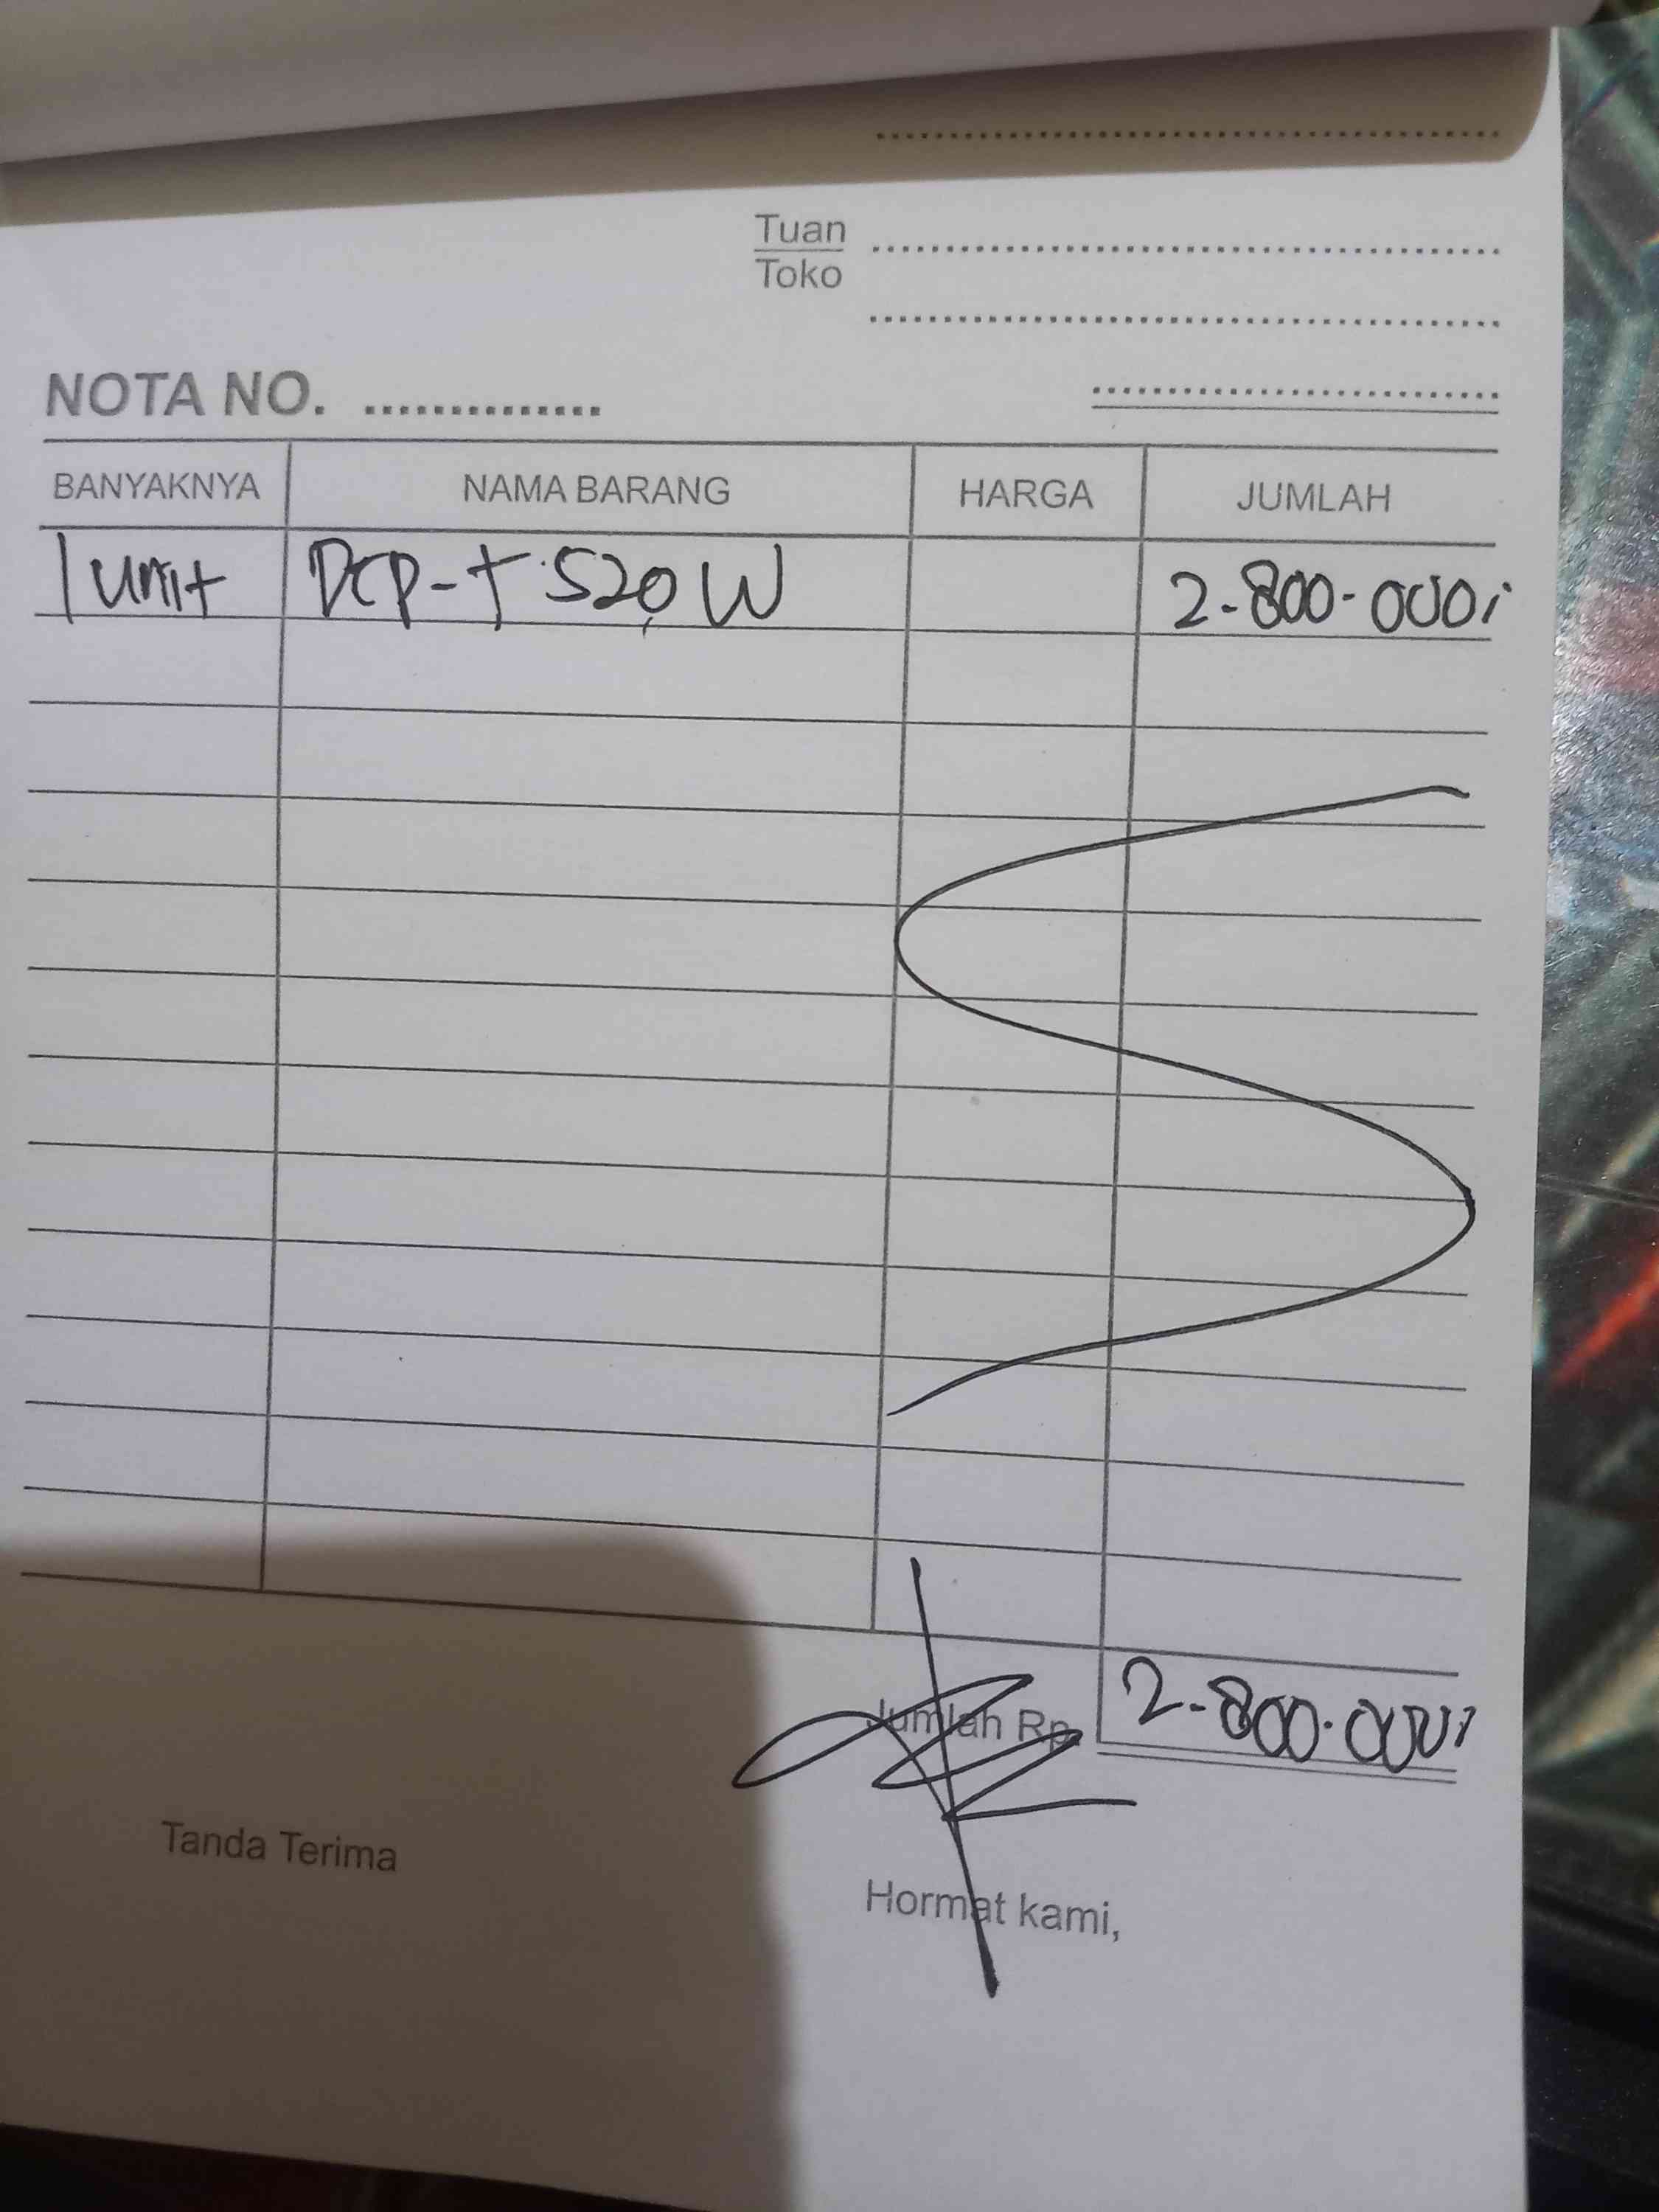 Tuan
Toko
NOTA NO. ..............
BANYAKNYA NAMA BARANG HARGA JUMLAH
1 unit DCP-T520W 2-800-000,
Jumlah Rp. 2-800-000,
Tanda Terima
Hormat kami,